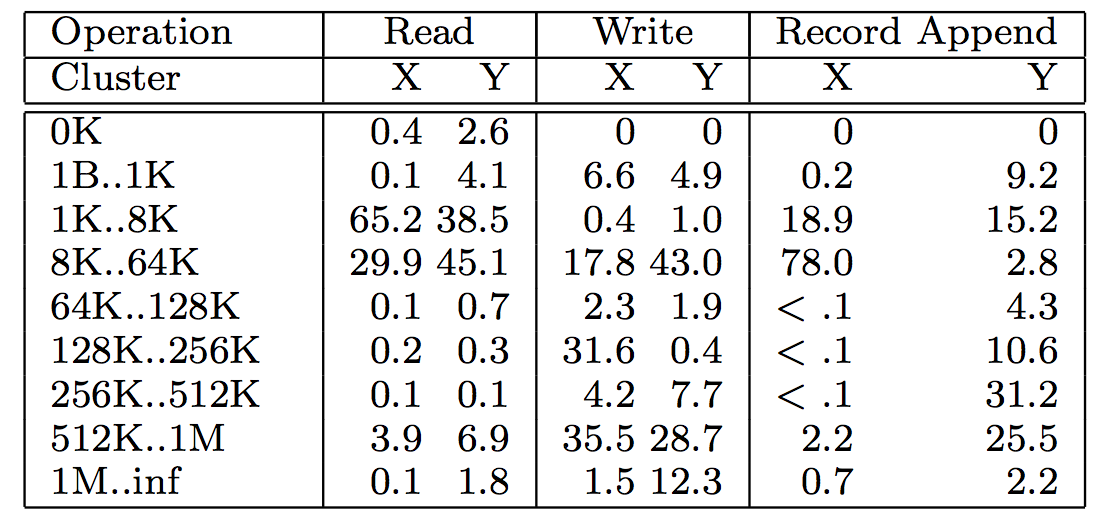 Operation Read Write Record Append
Cluster X Y X Y X Y
0K 0.4 2.6 0 0 0 0
1B..1K 0.1 4.1 6.6 4.9 0.2 9.2
1K..8K 65.2 38.5 0.4 1.0 18.9 15.2
8K..64K 29.9 45.1 17.8 43.0 78.0 2.8
64K..128K 0.1 0.7 2.3 1.9 < .1 4.3
128K..256K 0.2 0.3 31.6 0.4 < .1 10.6
256K..512K 0.1 0.1 4.2 7.7 < .1 31.2
512K..1M 3.9 6.9 35.5 28.7 2.2 25.5
1M..inf 0.1 1.8 1.5 12.3 0.7 2.2